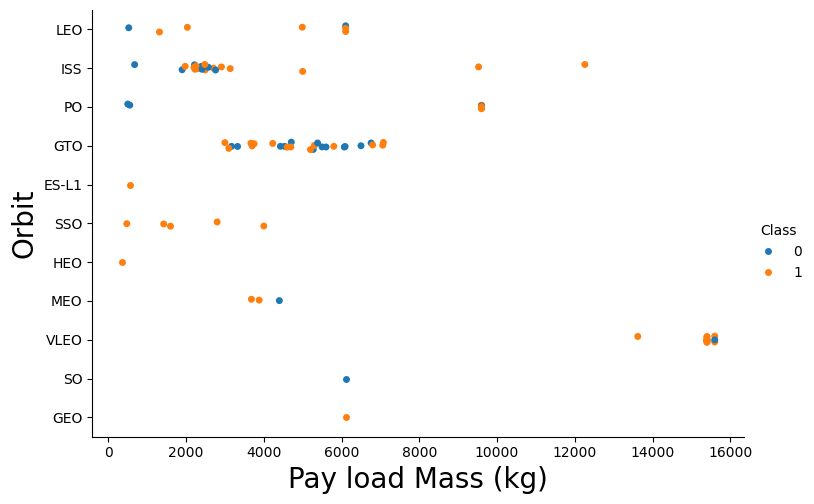 LEO
ISS
PO
GTO
ES-L1
SSO
HEO
MEO
VLEO
SO
GEO
Orbit
0 2000 4000 6000 8000 10000 12000 14000 16000
Pay load Mass (kg)
Class
0
1